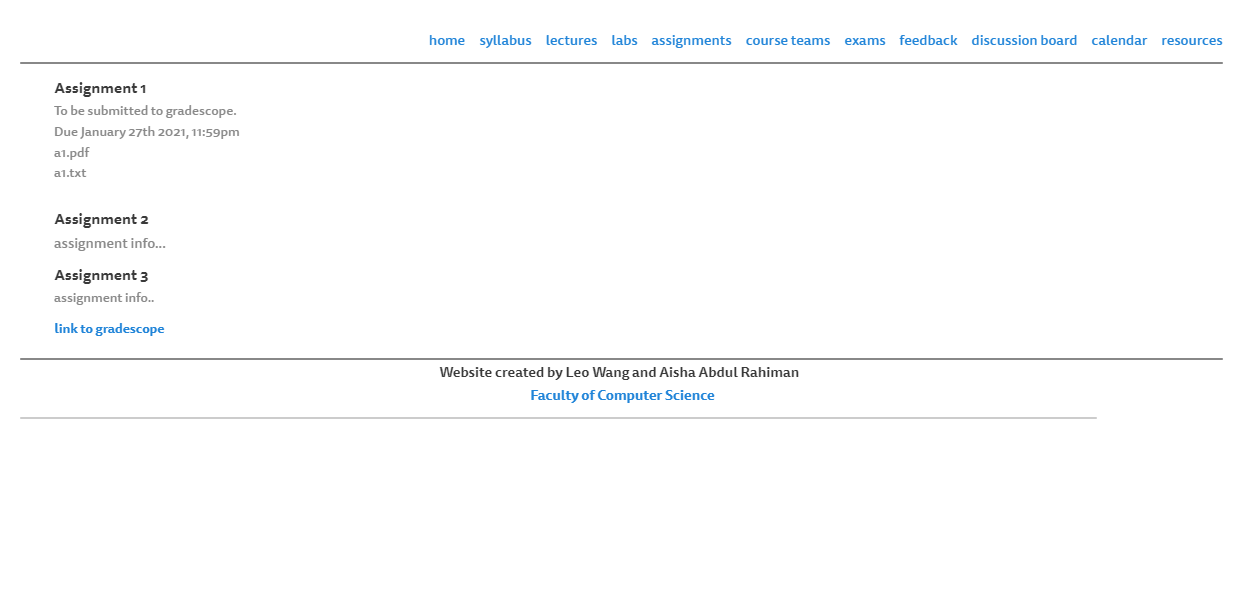 home syllabus lectures labs assignments course teams exams feedback discussion board calendar resources
Assignment 1
To be submitted to gradescope.
Due January 27th 2021, 11:59pm
a1.pdf
a1.txt
Assignment 2
assignment info...
Assignment 3
assignment info..
link to gradescope
Website created by Leo Wang and Aisha Abdul Rahiman
Faculty of Computer Science